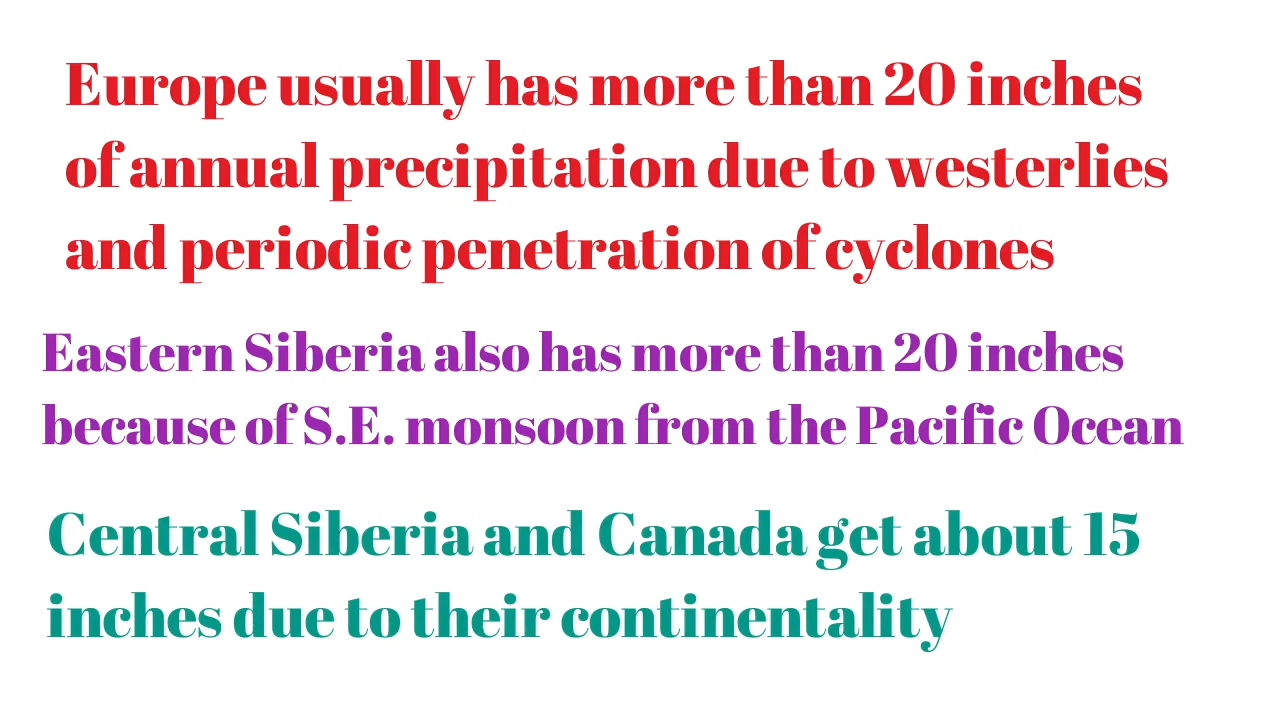 Europe usually has more than 20 inches
of annual precipitation due to westerlies
and periodic penetration of cyclones
Eastern Siberia also has more than 20 inches
because of S.E. monsoon from the Pacific Ocean
Central Siberia and Canada get about 15
inches due to their continentality